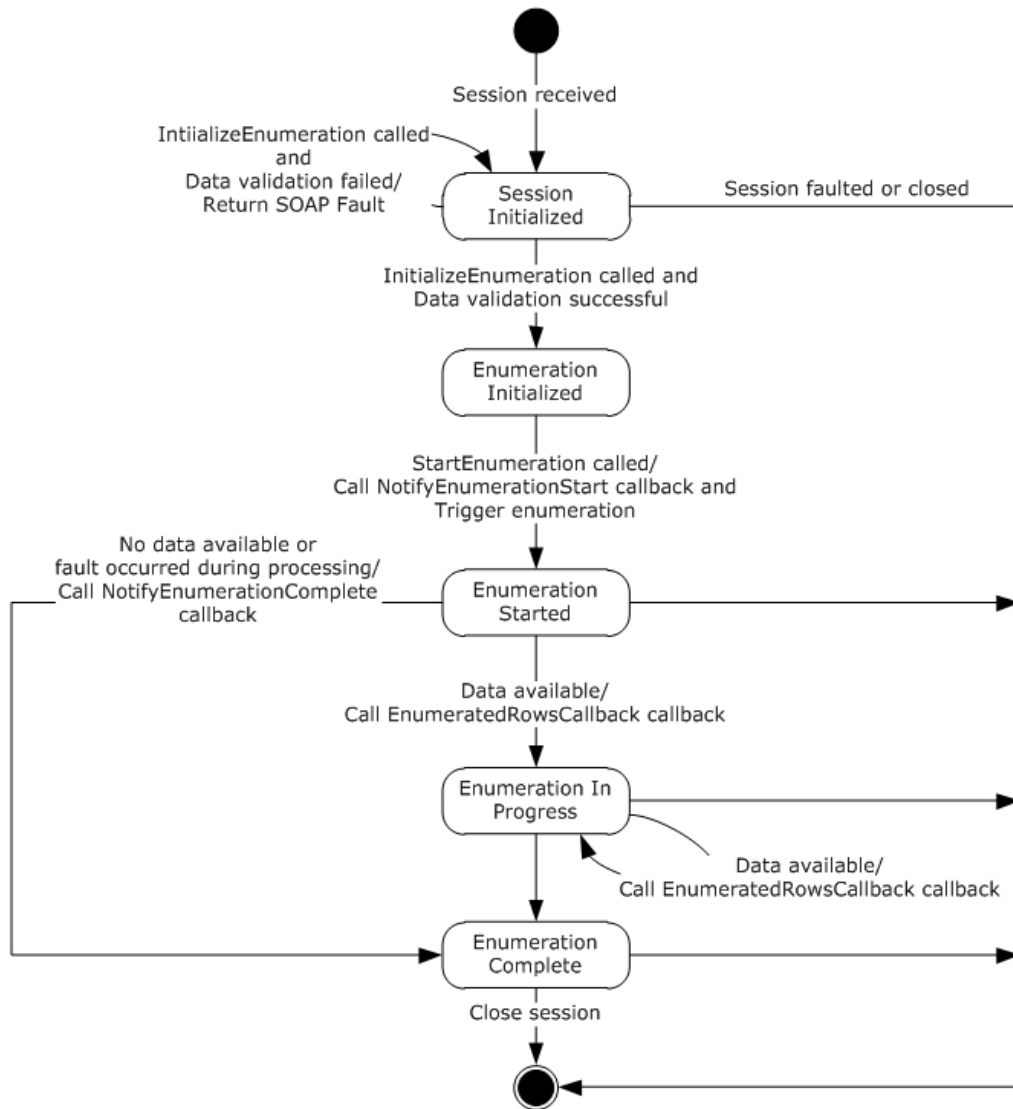 Session received
IntiializeEnumeration called
and
Data validation failed/
Return SOAP Fault
Session
Initialized
Session faulted or closed
InitializeEnumeration called and
Data validation successful
Enumeration
Initialized
StartEnumeration called/
Call NotifyEnumerationStart callback and
Trigger enumeration
No data available or
fault occurred during processing/
Call NotifyEnumerationComplete
callback
Enumeration
Started
Data available/
Call EnumeratedRowsCallback callback
Enumeration In
Progress
Data available/
Call EnumeratedRowsCallback callback
Enumeration
Complete
Close session